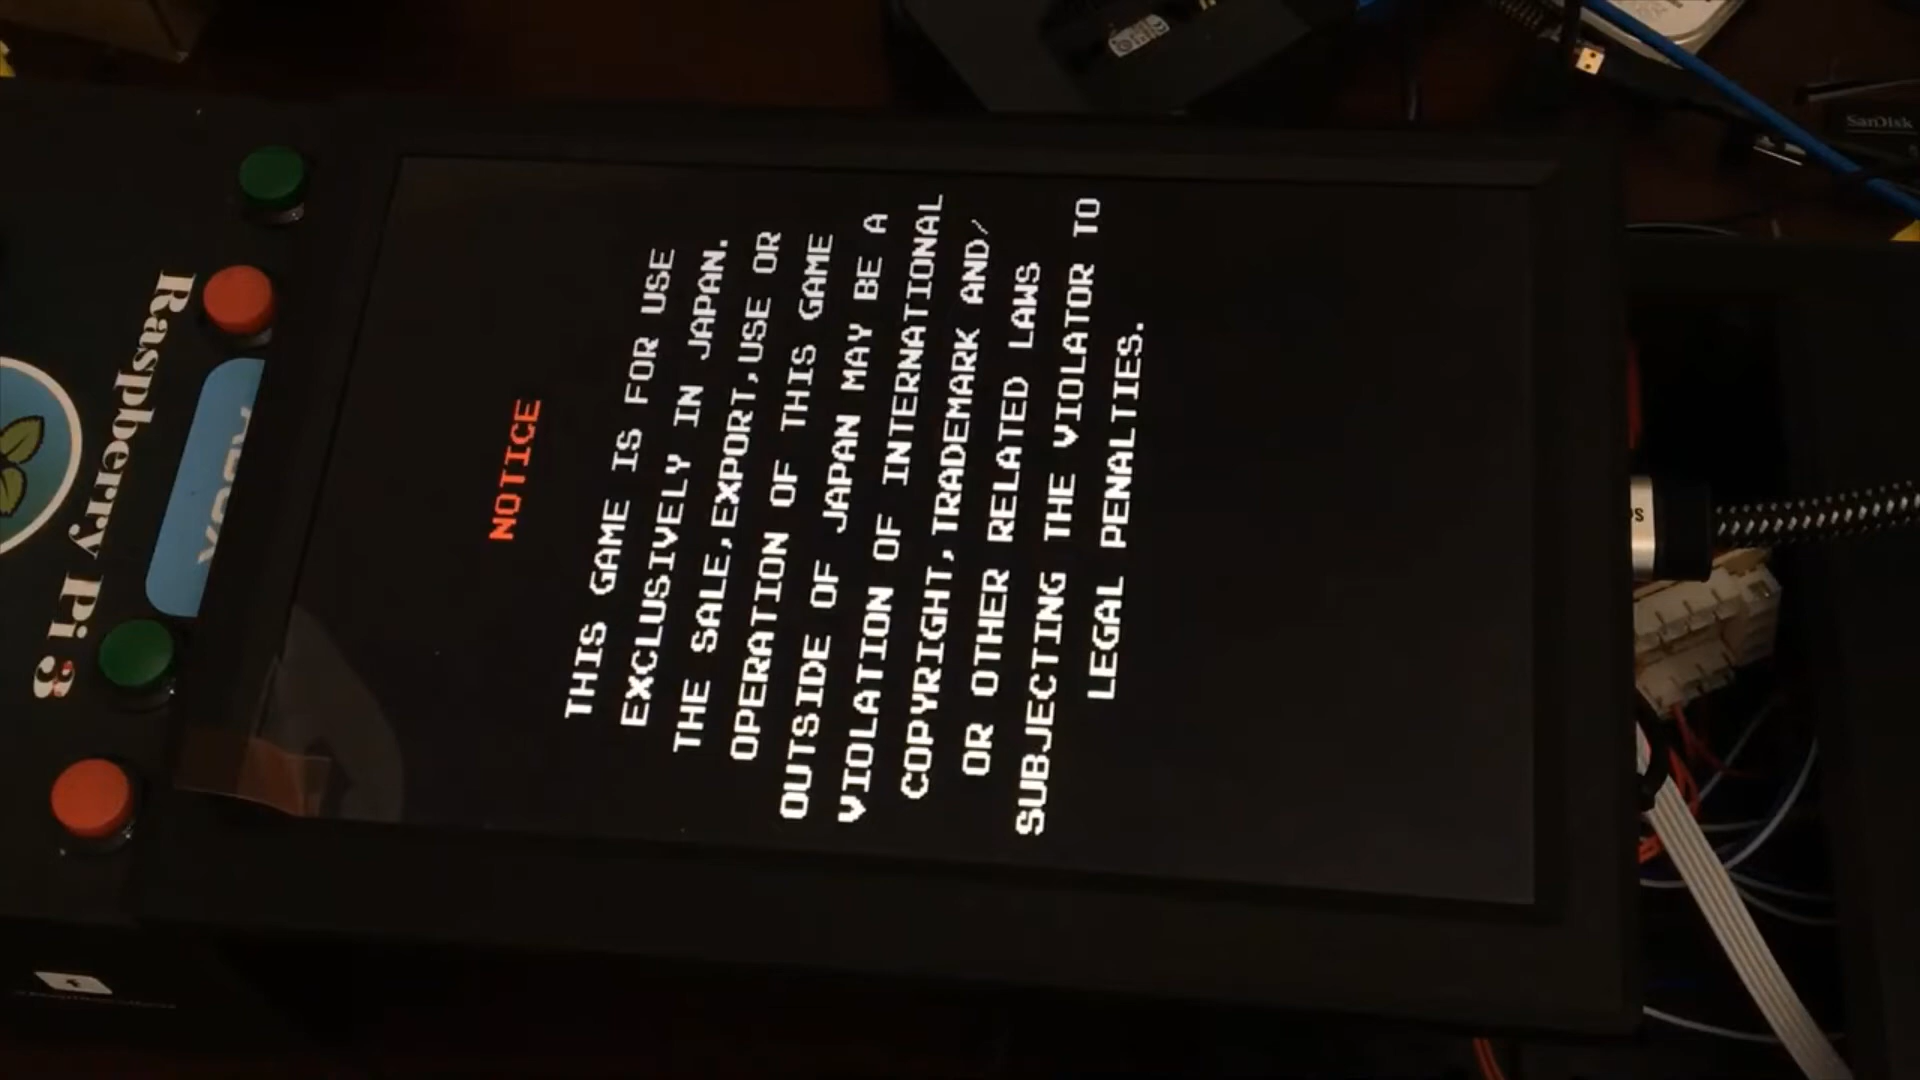 NOTICE
THIS GAME IS FOR USE
EXCLUSIVELY IN JAPAN.
THE SALE,EXPORT,USE OR
OPERATION OF THIS GAME
OUTSIDE OF JAPAN MAY BE A
VIOLATION OF INTERNATIONAL
COPYRIGHT,TRADEMARK AND/
OR OTHER RELATED LAWS
SUBJECTING THE VIOLATOR TO
LEGAL PENALTIES.
Raspberry Pi 3
SanDisk